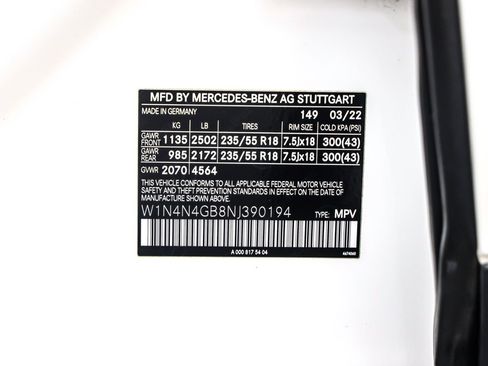 MFD BY MERCEDES-BENZ AG STUTTGART
MADE IN GERMANY 149 03/22
KG LB TIRES RIM SIZE COLD KPA (PSI)
GAWR FRONT 1135 2502 235/55 R18 7.5Jx18 300(43)
GAWR REAR 985 2172 235/55 R18 7.5Jx18 300(43)
GVWR 2070 4564
THIS VEHICLE CONFORMS TO ALL APPLICABLE FEDERAL MOTOR VEHICLE
SAFETY AND THEFT PREVENTION STANDARDS IN EFFECT ON THE DATE OF
MANUFACTURE SHOWN ABOVE.
W1N4N4GB8NJ390194 TYPE: MPV
A 000 817 54 04